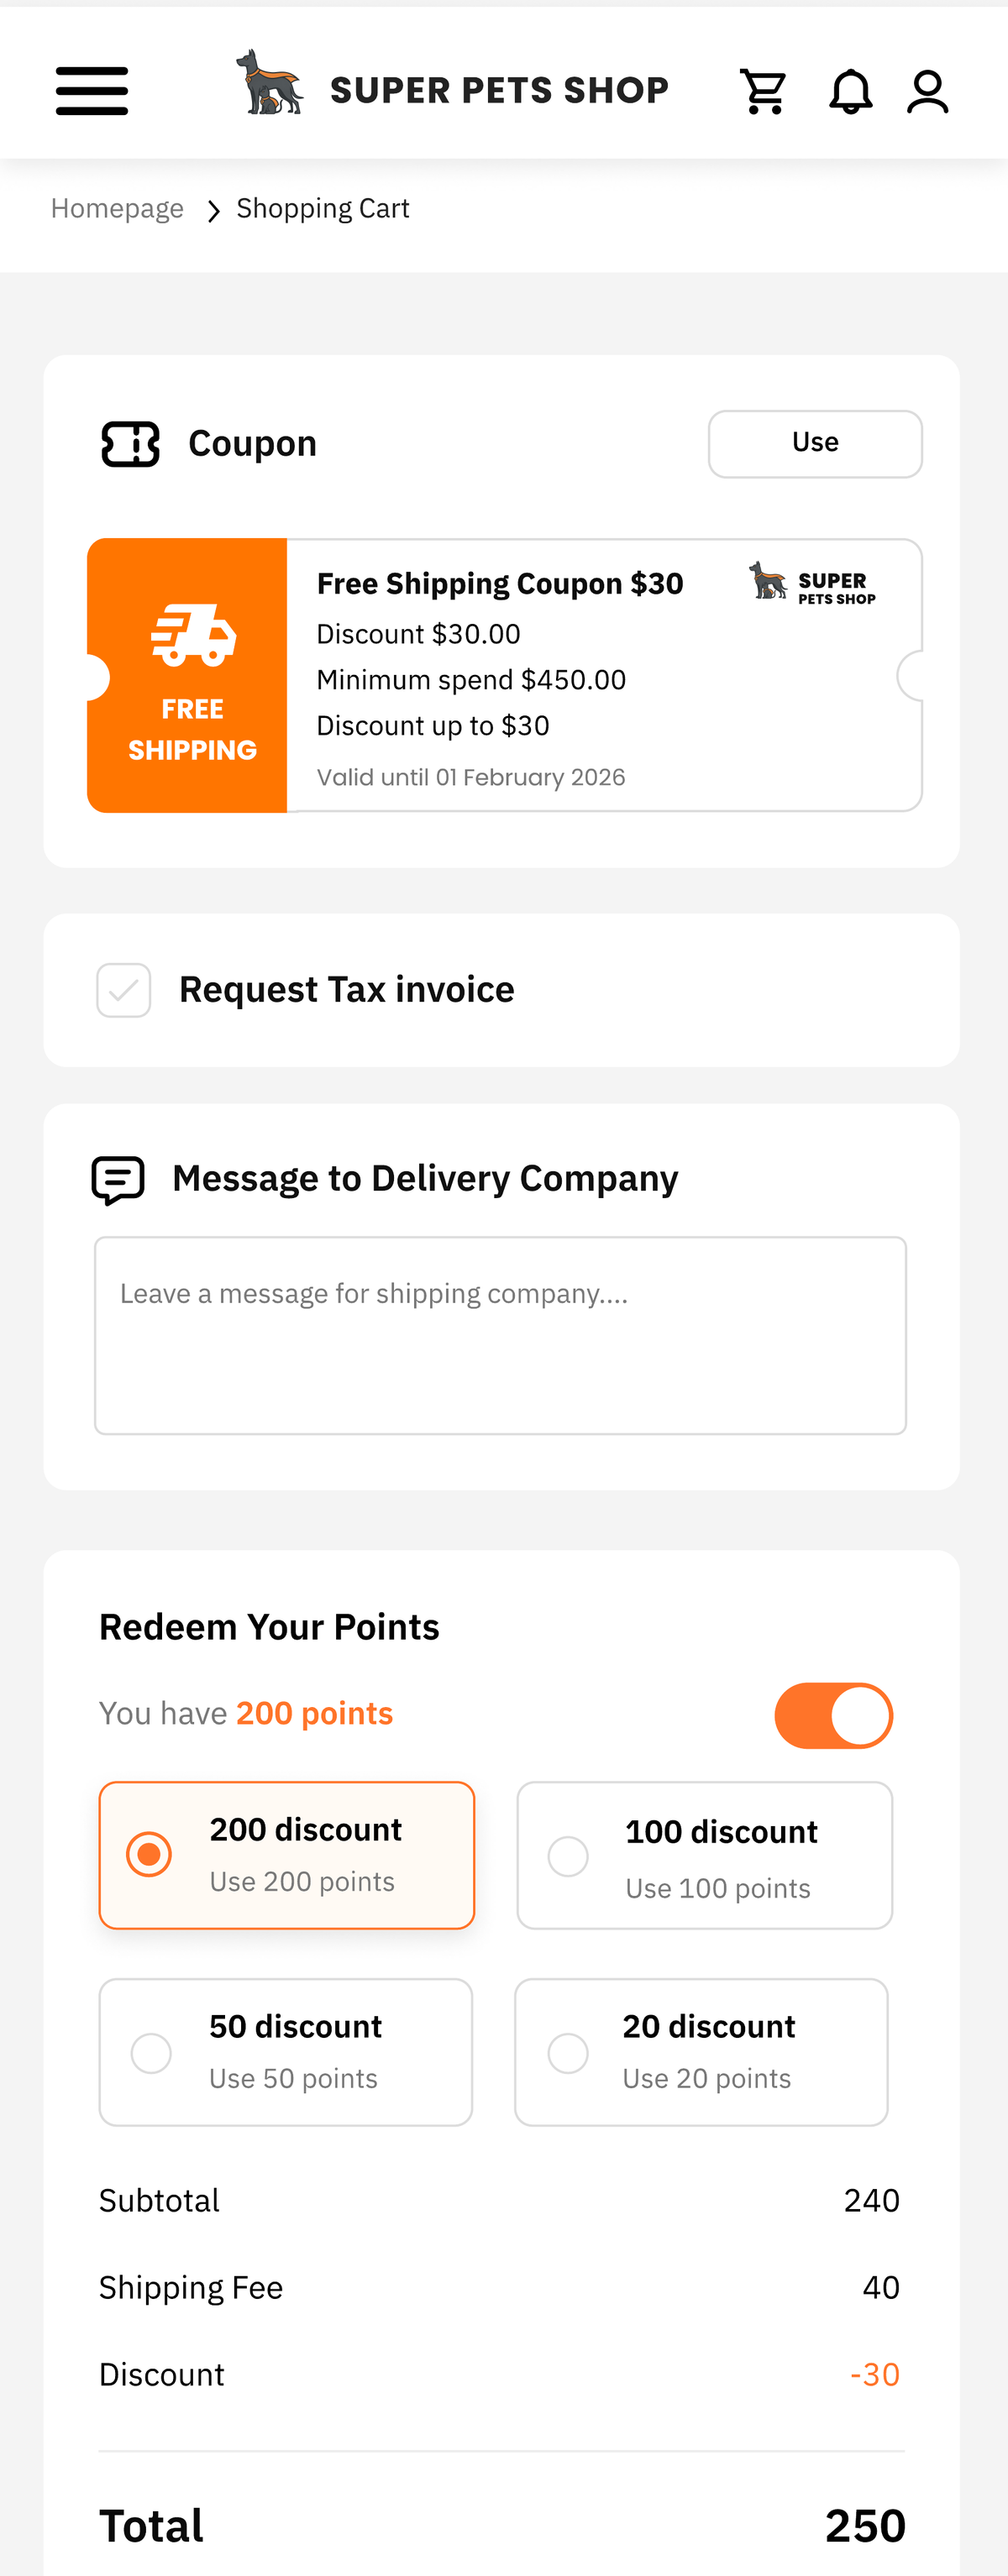 SUPER PETS SHOP
Homepage > Shopping Cart
Coupon
Use
FREE
SHIPPING
Free Shipping Coupon $30
Discount $30.00
Minimum spend $450.00
Discount up to $30
Valid until 01 February 2026
SUPER
PETS SHOP
Request Tax invoice
Message to Delivery Company
Leave a message for shipping company....
Redeem Your Points
You have 200 points
200 discount
Use 200 points
100 discount
Use 100 points
50 discount
Use 50 points
20 discount
Use 20 points
Subtotal 240
Shipping Fee 40
Discount -30
Total 250